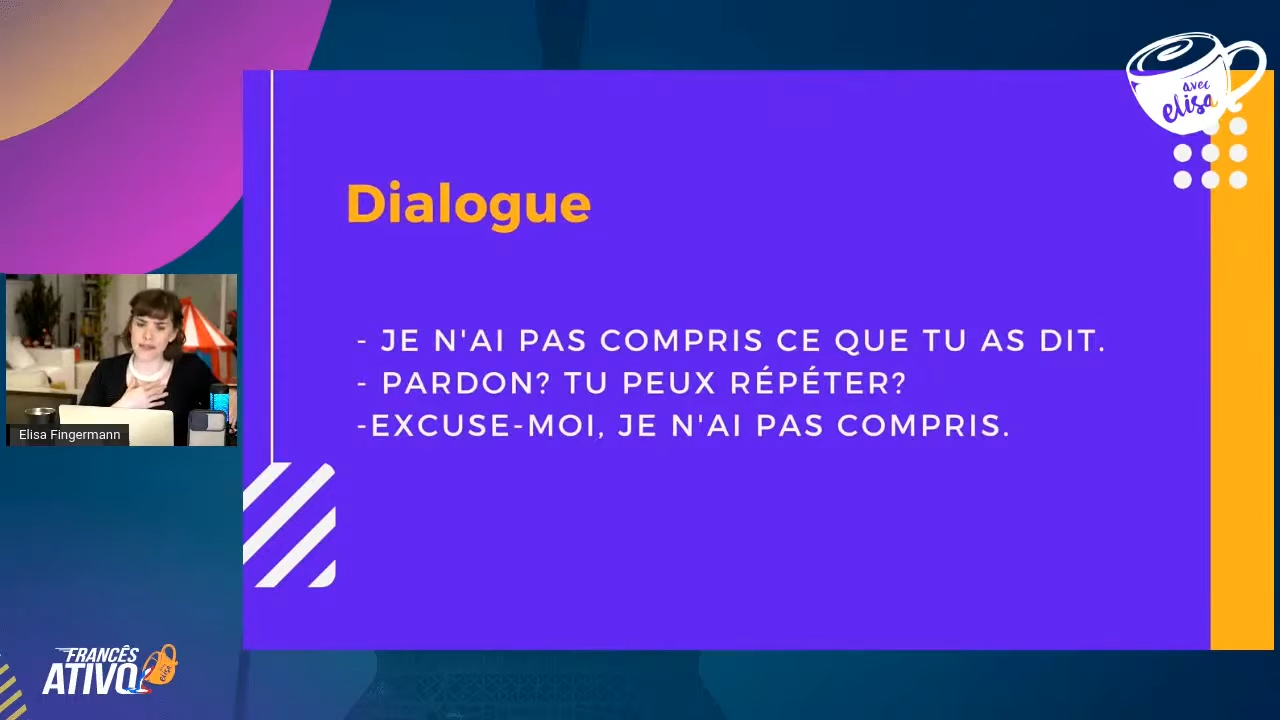 avec
elisa
Dialogue
- JE N'AI PAS COMPRIS CE QUE TU AS DIT.
- PARDON? TU PEUX RÉPÉTER?
-EXCUSE-MOI, JE N'AI PAS COMPRIS.
Elisa Fingermann
FRANCÊS
ATIVO
elisa